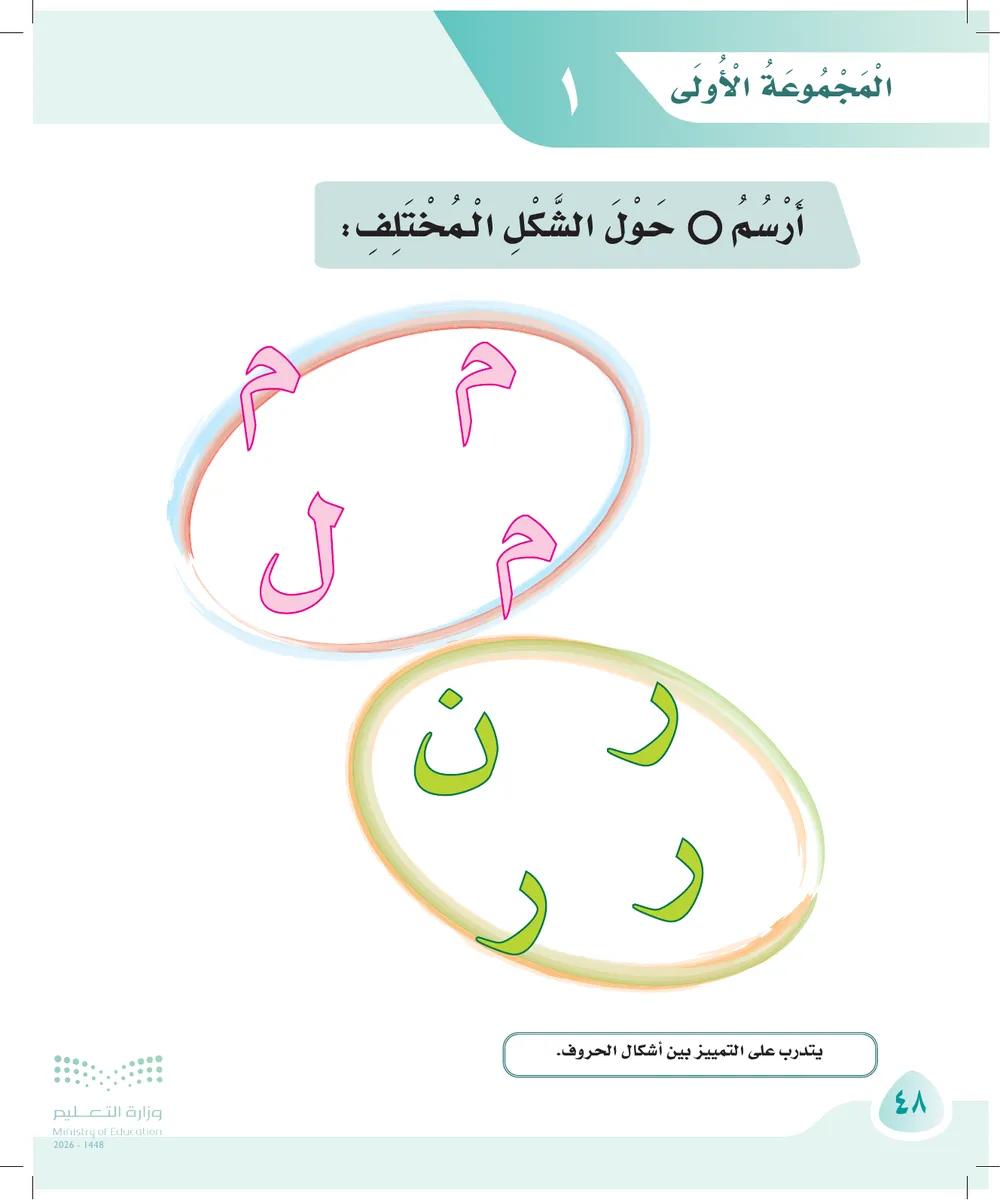 الْمَجْمُوعَةُ الْأُولَى
١
أَرْسُمُ ○ حَوْلَ الشَّكْلِ الْمُخْتَلِفِ:
م م
م ل
ر ن
ر ر
يتدرب على التمييز بين أشكال الحروف.
٤٨
وزارة التعليم
Ministry of Education
2026 - 1448